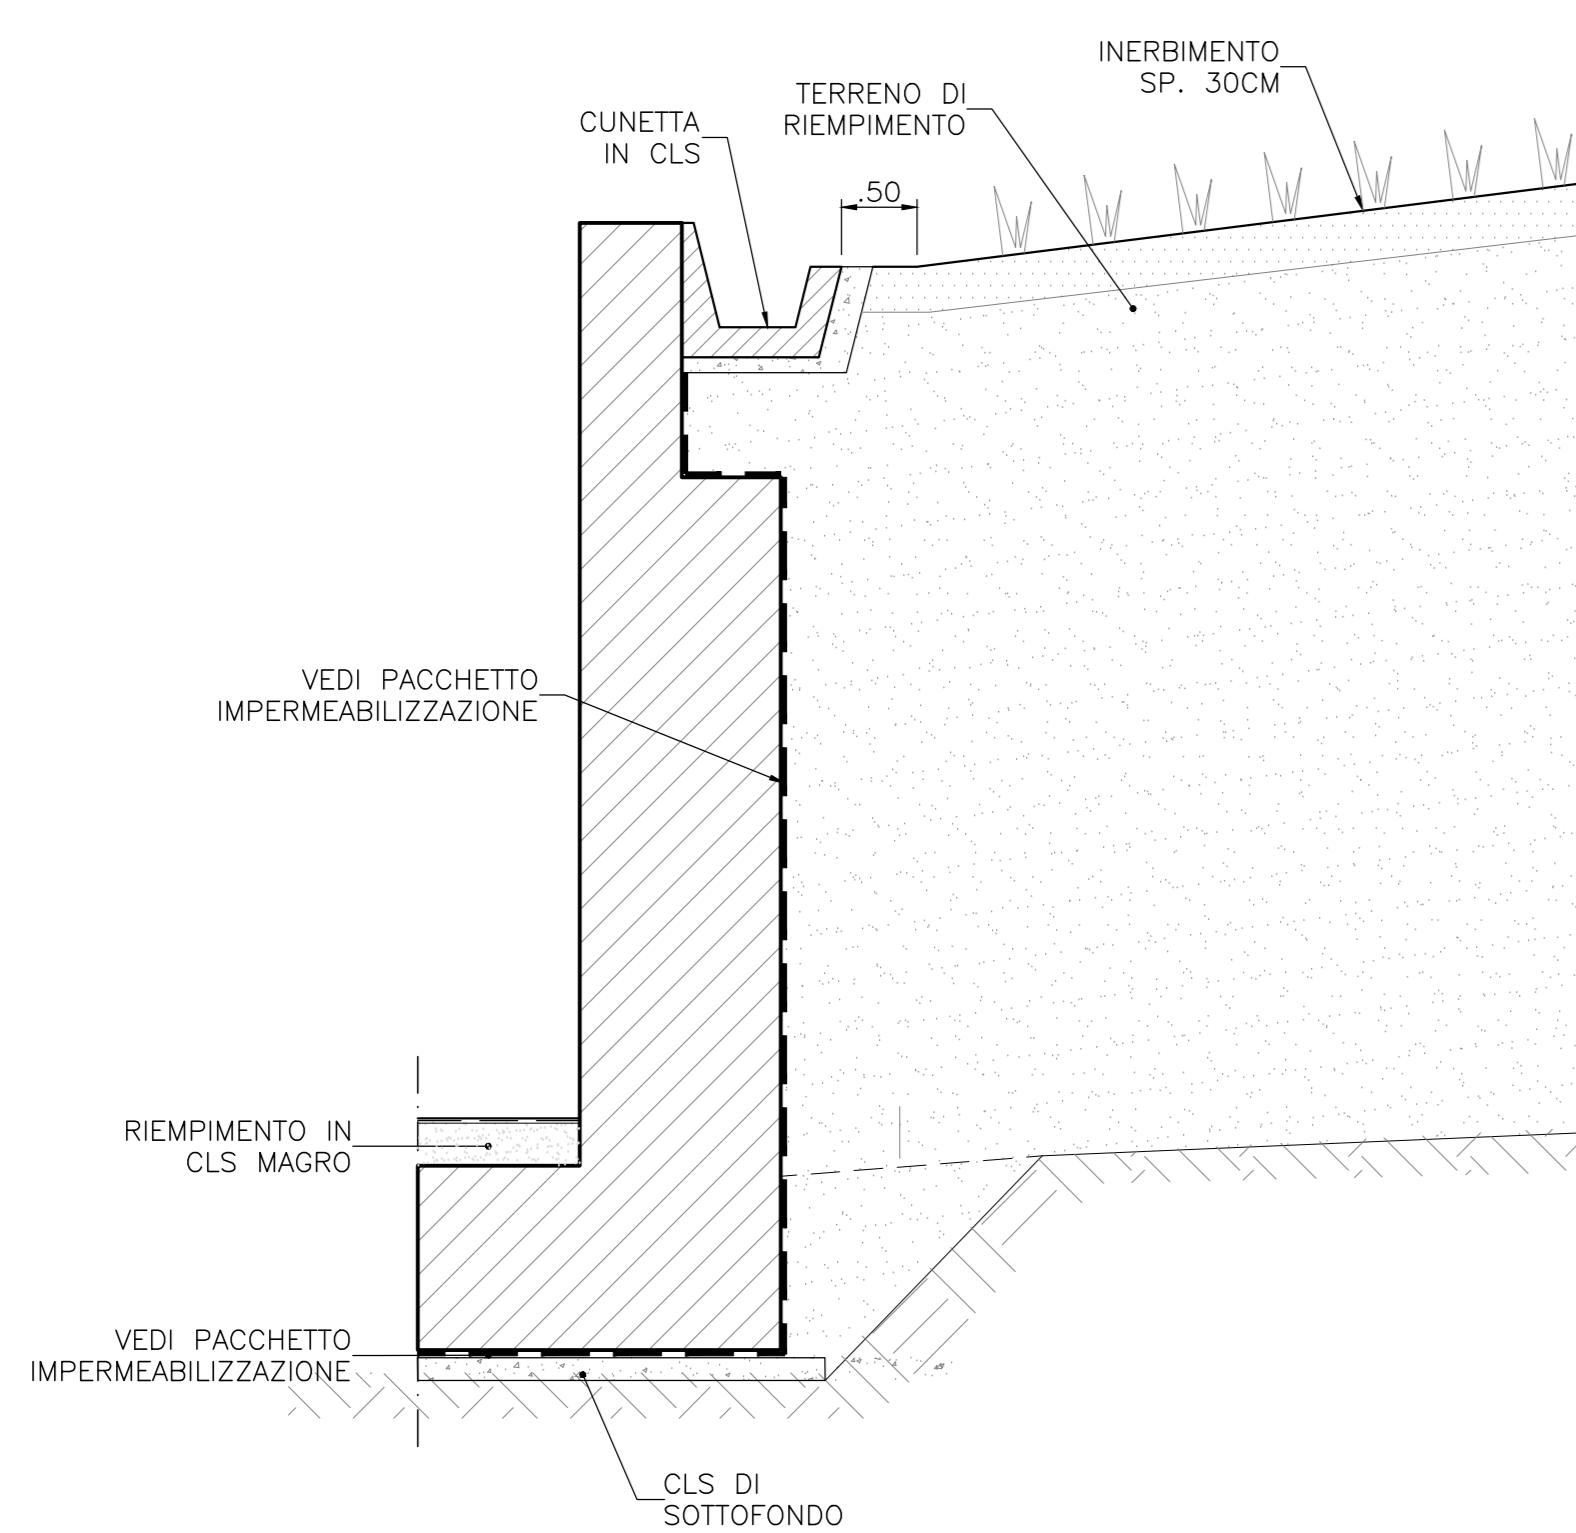 INERBIMENTO
SP. 30CM
TERRENO DI
RIEMPIMENTO
CUNETTA
IN CLS
.50
VEDI PACCHETTO
IMPERMEABILIZZAZIONE
RIEMPIMENTO IN
CLS MAGRO
VEDI PACCHETTO
IMPERMEABILIZZAZIONE
CLS DI
SOTTOFONDO